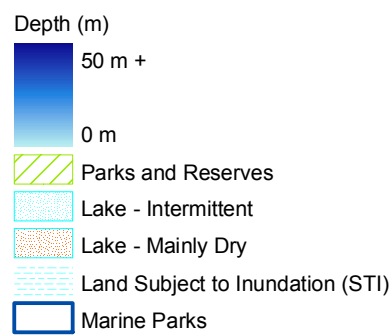 Depth (m)
50 m +
0 m
Parks and Reserves
Lake - Intermittent
Lake - Mainly Dry
Land Subject to Inundation (STI)
Marine Parks